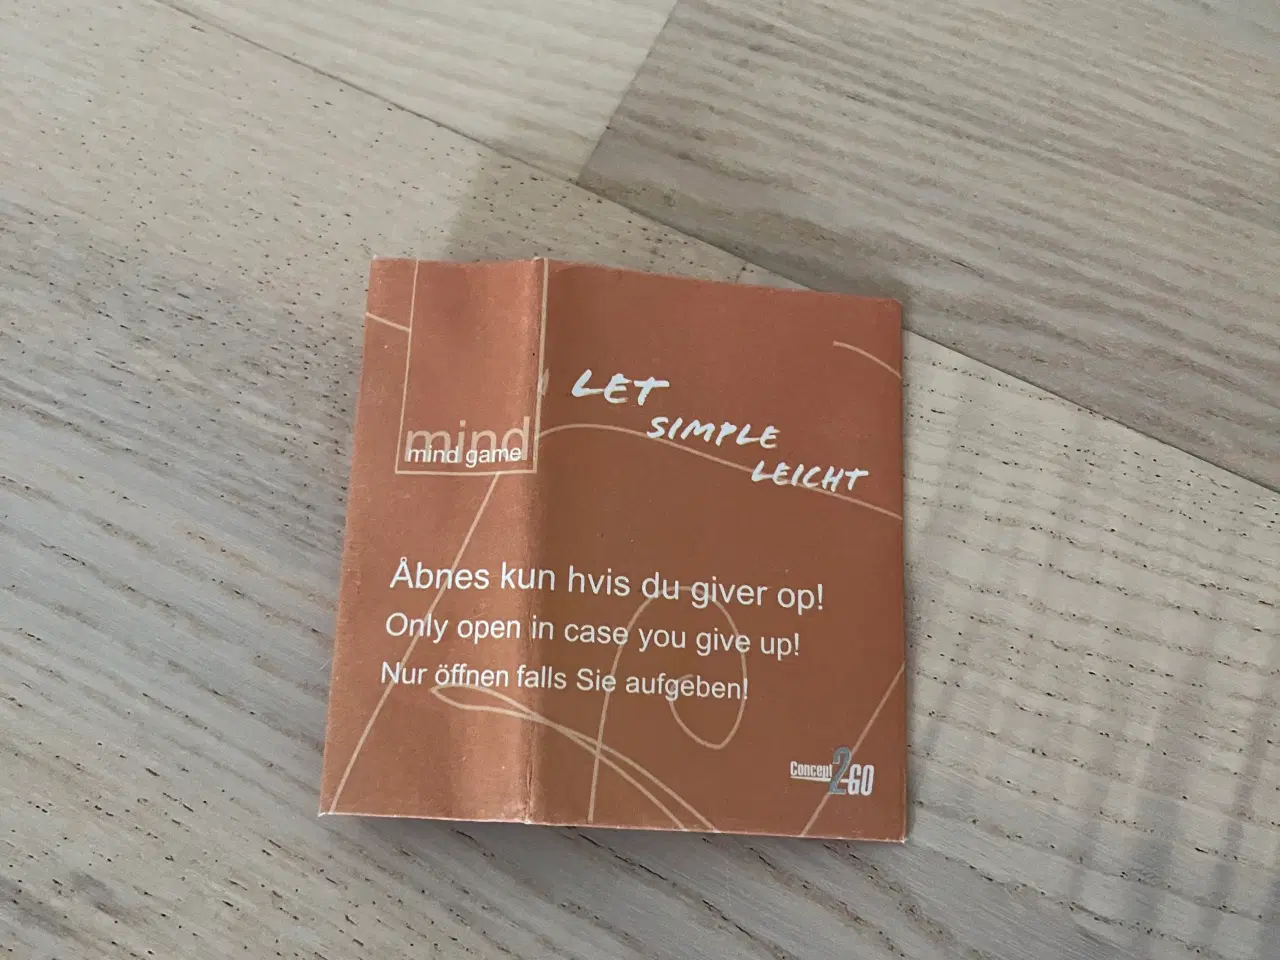 LET
SIMPLE
LEICHT
mind
mind game
Åbnes kun hvis du giver op!
Only open in case you give up!
Nur öffnen falls Sie aufgeben!
Concept 2 GO